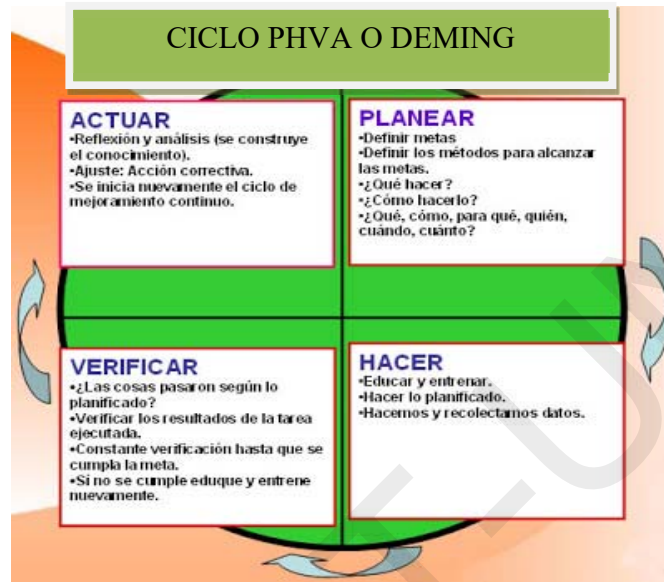 CICLO PHVA O DEMING
ACTUAR
•Reflexión y análisis (se construye
el conocimiento).
•Ajuste: Acción correctiva.
•Se inicia nuevamente el ciclo de
mejoramiento continuo.
PLANEAR
•Definir metas
•Definir los métodos para alcanzar
las metas.
•¿Qué hacer?
•¿Cómo hacerlo?
•¿Qué, cómo, para qué, quién,
cuándo, cuánto?
VERIFICAR
•¿Las cosas pasaron según lo
planificado?
•Verificar los resultados de la tarea
ejecutada.
•Constante verificación hasta que se
cumpla la meta.
•Si no se cumple eduque y entrene
nuevamente.
HACER
•Educar y entrenar.
•Hacer lo planificado.
•Hacemos y recolectamos datos.